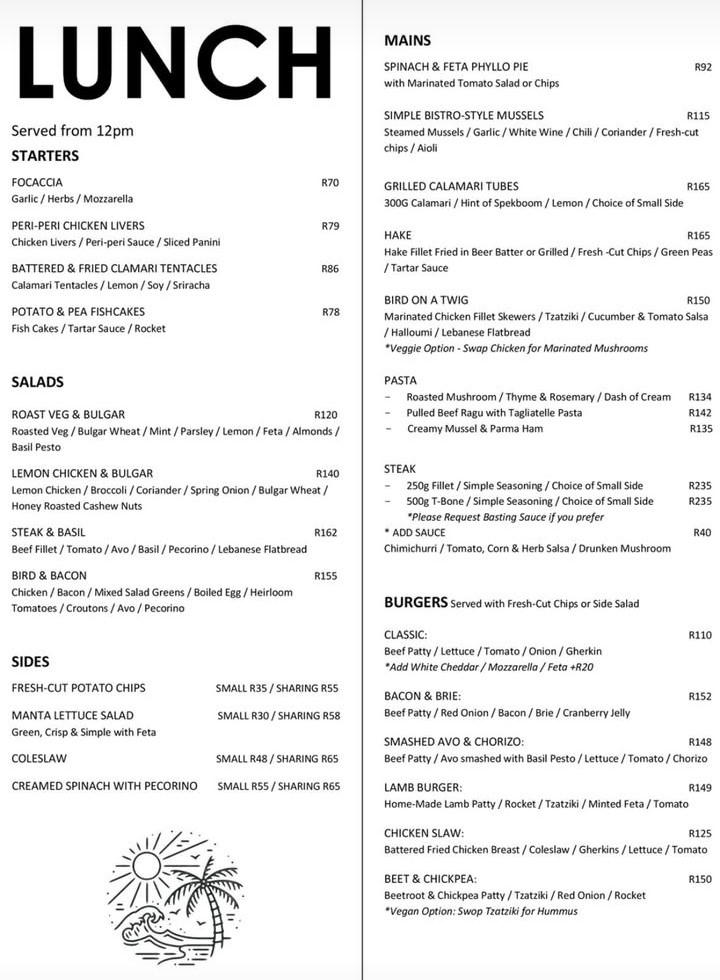 LUNCH
Served from 12pm
STARTERS
FOCACCIA R70
Garlic / Herbs / Mozzarella
PERI-PERI CHICKEN LIVERS R79
Chicken Livers / Peri-peri Sauce / Sliced Panini
BATTERED & FRIED CLAMARI TENTACLES R86
Calamari Tentacles / Lemon / Soy / Sriracha
POTATO & PEA FISHCAKES R78
Fish Cakes / Tartar Sauce / Rocket
SALADS
ROAST VEG & BULGAR R120
Roasted Veg / Bulgar Wheat / Mint / Parsley / Lemon / Feta / Almonds /
Basil Pesto
LEMON CHICKEN & BULGAR R140
Lemon Chicken / Broccoli / Coriander / Spring Onion / Bulgar Wheat /
Honey Roasted Cashew Nuts
STEAK & BASIL R162
Beef Fillet / Tomato / Avo / Basil / Pecorino / Lebanese Flatbread
BIRD & BACON R155
Chicken / Bacon / Mixed Salad Greens / Boiled Egg / Heirloom
Tomatoes / Croutons / Avo / Pecorino
SIDES
FRESH-CUT POTATO CHIPS SMALL R35 / SHARING R55
MANTA LETTUCE SALAD SMALL R30 / SHARING R58
Green, Crisp & Simple with Feta
COLESLAW SMALL R48 / SHARING R65
CREAMED SPINACH WITH PECORINO SMALL R55 / SHARING R65
MAINS
SPINACH & FETA PHYLLO PIE R92
with Marinated Tomato Salad or Chips
SIMPLE BISTRO-STYLE MUSSELS R115
Steamed Mussels / Garlic / White Wine / Chili / Coriander / Fresh-cut
chips / Aioli
GRILLED CALAMARI TUBES R165
300G Calamari / Hint of Spekboom / Lemon / Choice of Small Side
HAKE R165
Hake Fillet Fried in Beer Batter or Grilled / Fresh -Cut Chips / Green Peas
/ Tartar Sauce
BIRD ON A TWIG R150
Marinated Chicken Fillet Skewers / Tzatziki / Cucumber & Tomato Salsa
/ Halloumi / Lebanese Flatbread
*Veggie Option - Swap Chicken for Marinated Mushrooms
PASTA
– Roasted Mushroom / Thyme & Rosemary / Dash of Cream R134
– Pulled Beef Ragu with Tagliatelle Pasta R142
– Creamy Mussel & Parma Ham R135
STEAK
– 250g Fillet / Simple Seasoning / Choice of Small Side R235
– 500g T-Bone / Simple Seasoning / Choice of Small Side R235
*Please Request Basting Sauce if you prefer
* ADD SAUCE R40
Chimichurri / Tomato, Corn & Herb Salsa / Drunken Mushroom
BURGERS Served with Fresh-Cut Chips or Side Salad
CLASSIC: R110
Beef Patty / Lettuce / Tomato / Onion / Gherkin
*Add White Cheddar / Mozzarella / Feta +R20
BACON & BRIE: R152
Beef Patty / Red Onion / Bacon / Brie / Cranberry Jelly
SMASHED AVO & CHORIZO: R148
Beef Patty / Avo smashed with Basil Pesto / Lettuce / Tomato / Chorizo
LAMB BURGER: R149
Home-Made Lamb Patty / Rocket / Tzatziki / Minted Feta / Tomato
CHICKEN SLAW: R125
Battered Fried Chicken Breast / Coleslaw / Gherkins / Lettuce / Tomato
BEET & CHICKPEA: R150
Beetroot & Chickpea Patty / Tzatziki / Red Onion / Rocket
*Vegan Option: Swop Tzatziki for Hummus